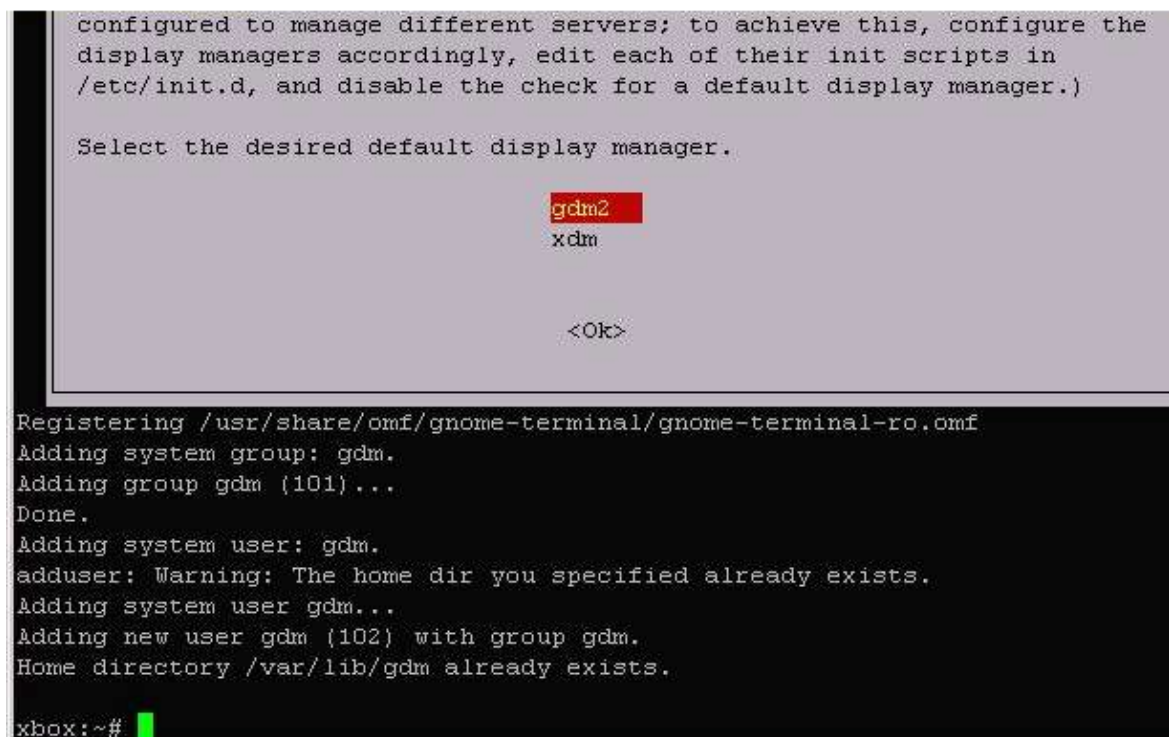 configured to manage different servers; to achieve this, configure the
display managers accordingly, edit each of their init scripts in
/etc/init.d, and disable the check for a default display manager.)
Select the desired default display manager.
gdm2
xdm
<Ok>
Registering /usr/share/omf/gnome-terminal/gnome-terminal-ro.omf
Adding system group: gdm.
Adding group gdm (101)...
Done.
Adding system user: gdm.
adduser: Warning: The home dir you specified already exists.
Adding system user gdm...
Adding new user gdm (102) with group gdm.
Home directory /var/lib/gdm already exists.
xbox:~#